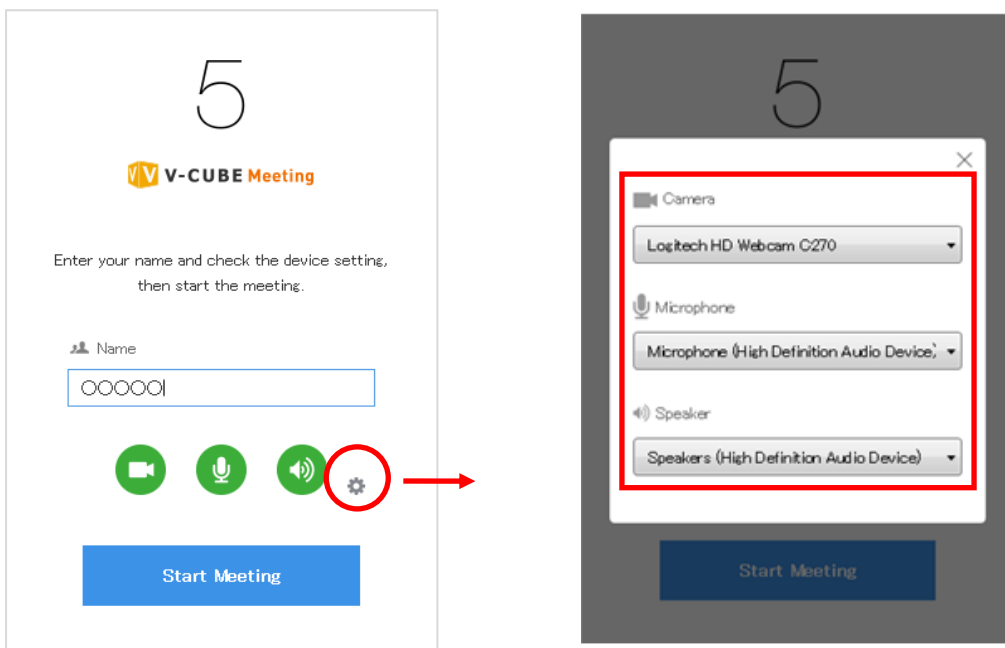 5
V-CUBE Meeting
Enter your name and check the device setting,
then start the meeting.
Name
OOOOO
Start Meeting
5
Camera
Logitech HD Webcam C270
Microphone
Microphone (High Definition Audio Device)
Speaker
Speakers (High Definition Audio Device)
Start Meeting